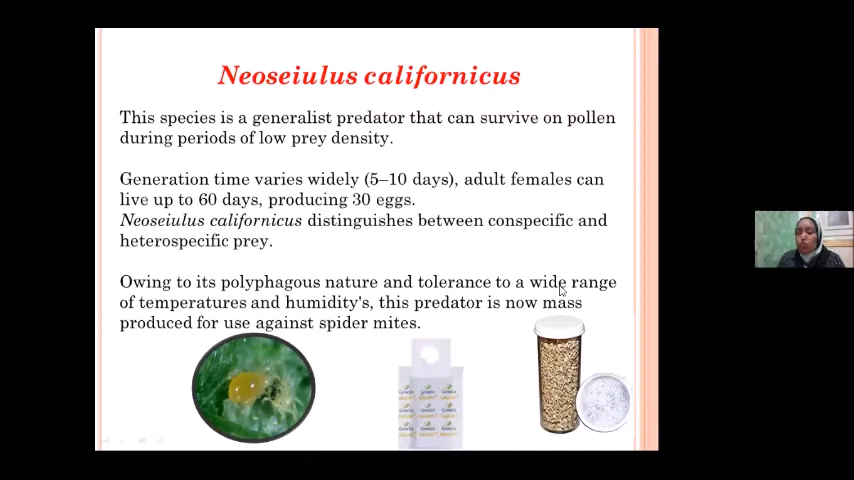 Neoseiulus californicus
This species is a generalist predator that can survive on pollen
during periods of low prey density.
Generation time varies widely (5–10 days), adult females can
live up to 60 days, producing 30 eggs.
Neoseiulus californicus distinguishes between conspecific and
heterospecific prey.
Owing to its polyphagous nature and tolerance to a wide range
of temperatures and humidity's, this predator is now mass
produced for use against spider mites.